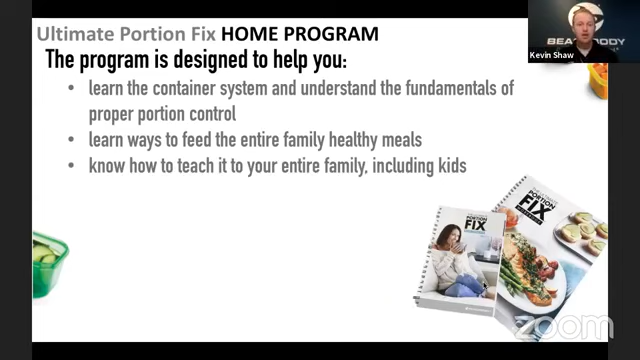 Ultimate Portion Fix HOME PROGRAM
The program is designed to help you:
• learn the container system and understand the fundamentals of
proper portion control
• learn ways to feed the entire family healthy meals
• know how to teach it to your entire family, including kids
Kevin Shaw
PORTION
FIX
PORTION
FIX
zoom